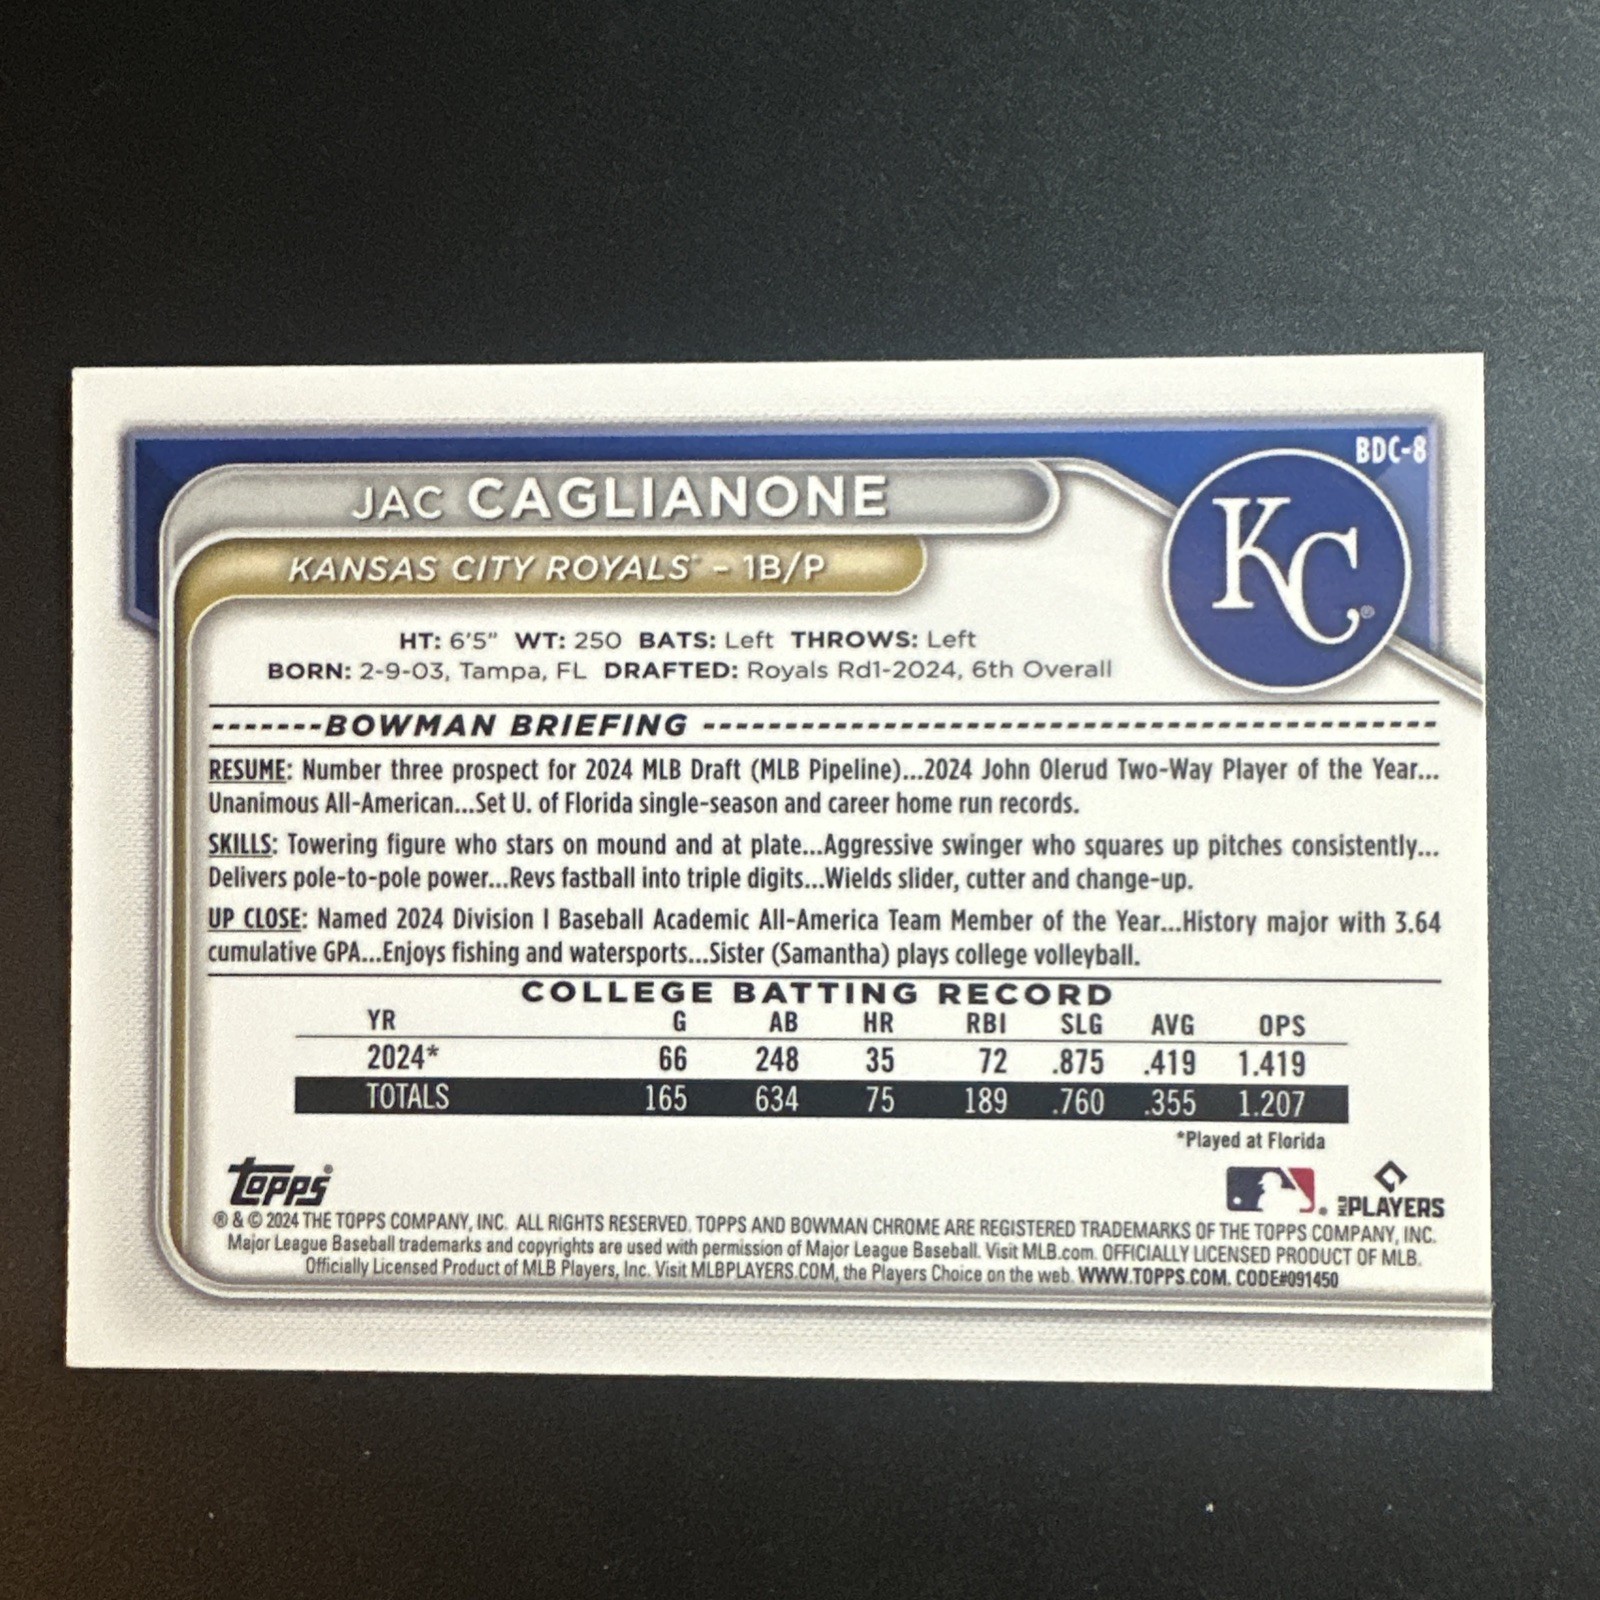 BDC-8
JAC CAGLIANONE
KANSAS CITY ROYALS™ - 1B/P
KC®
HT: 6'5" WT: 250 BATS: Left THROWS: Left
BORN: 2-9-03, Tampa, FL DRAFTED: Royals Rd1-2024, 6th Overall
-------BOWMAN BRIEFING --------------------------------------------
RESUME: Number three prospect for 2024 MLB Draft (MLB Pipeline)...2024 John Olerud Two-Way Player of the Year...
Unanimous All-American...Set U. of Florida single-season and career home run records.
SKILLS: Towering figure who stars on mound and at plate...Aggressive swinger who squares up pitches consistently...
Delivers pole-to-pole power...Revs fastball into triple digits...Wields slider, cutter and change-up.
UP CLOSE: Named 2024 Division I Baseball Academic All-America Team Member of the Year...History major with 3.64
cumulative GPA...Enjoys fishing and watersports...Sister (Samantha) plays college volleyball.
COLLEGE BATTING RECORD
YR G AB HR RBI SLG AVG OPS
2024* 66 248 35 72 .875 .419 1.419
TOTALS 165 634 75 189 .760 .355 1.207
*Played at Florida
Topps®
MLB PLAYERS
® & © 2024 THE TOPPS COMPANY, INC. ALL RIGHTS RESERVED. TOPPS AND BOWMAN CHROME ARE REGISTERED TRADEMARKS OF THE TOPPS COMPANY, INC.
Major League Baseball trademarks and copyrights are used with permission of Major League Baseball. Visit MLB.com. OFFICIALLY LICENSED PRODUCT OF MLB.
Officially Licensed Product of MLB Players, Inc. Visit MLBPLAYERS.COM, the Players Choice on the web. WWW.TOPPS.COM. CODE#091450